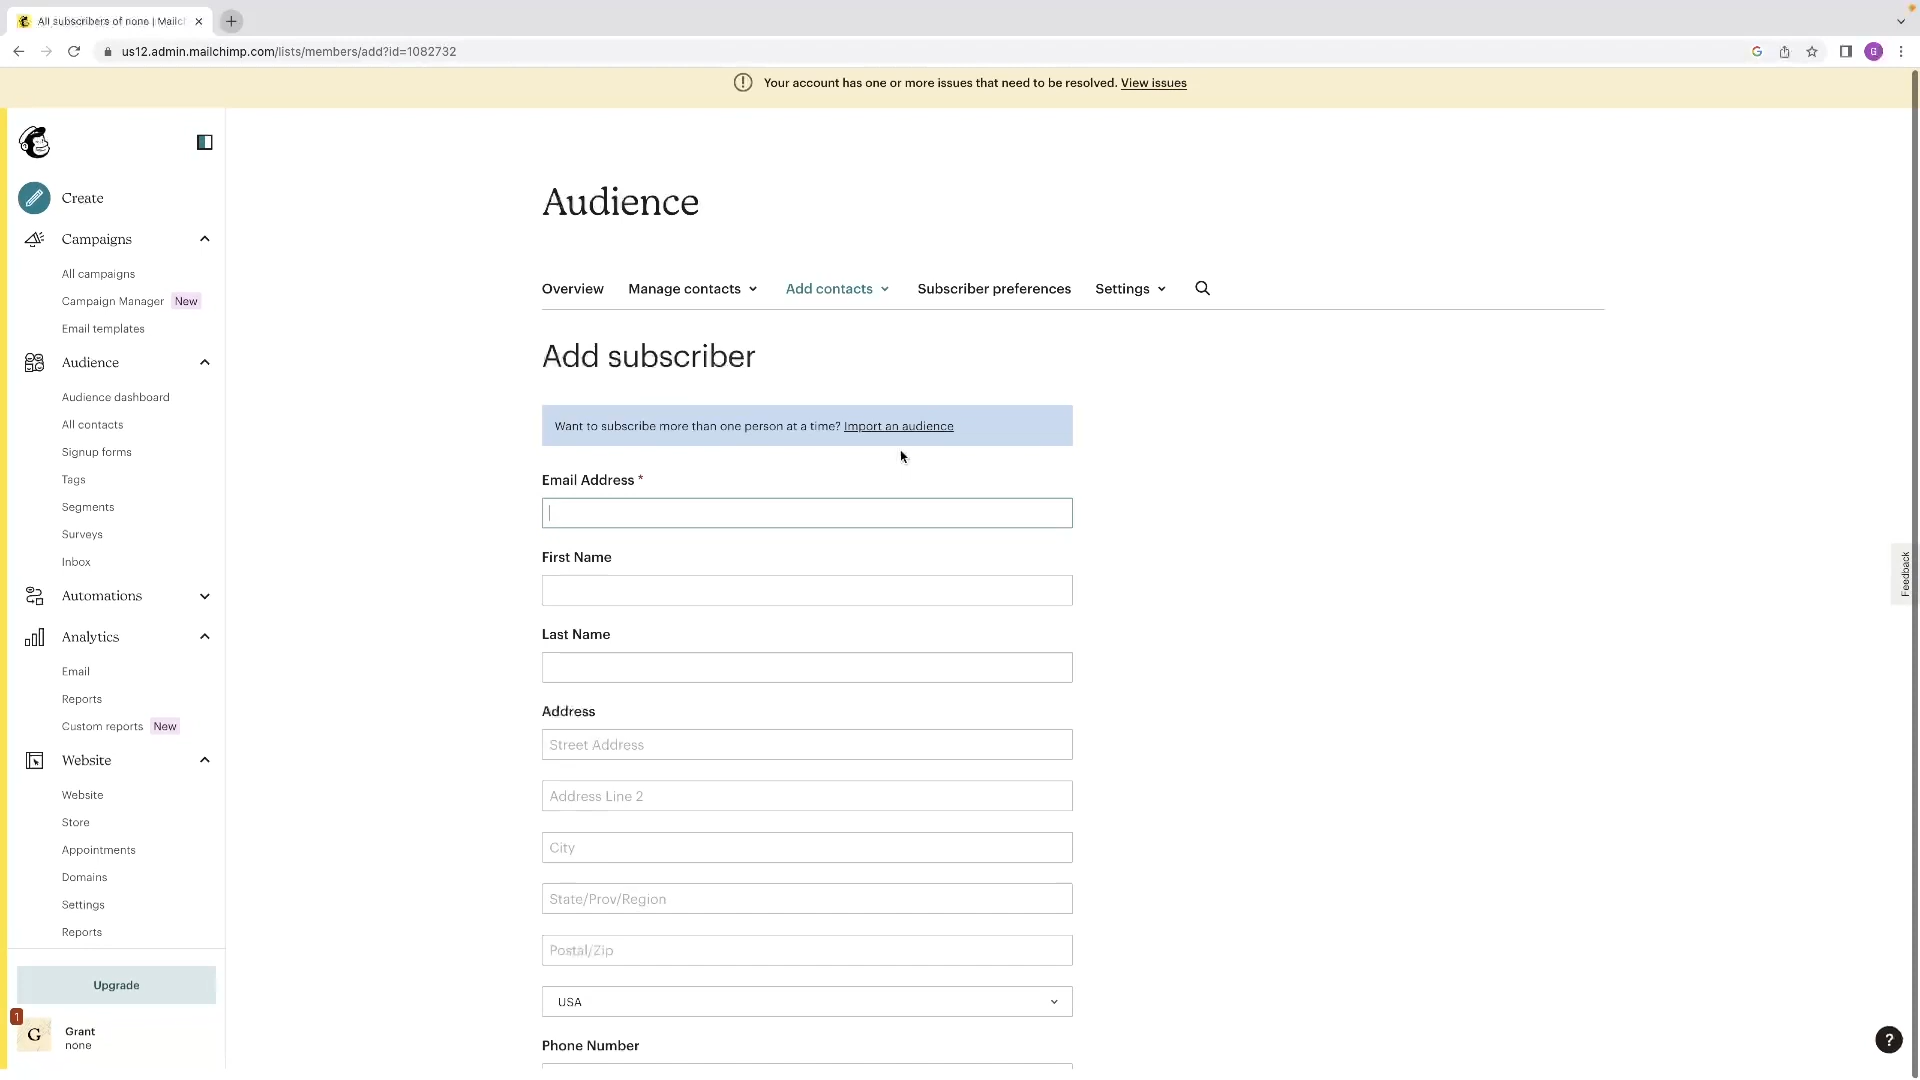 All subscribers of none | Mailch
us12.admin.mailchimp.com/lists/members/add?id=1082732
G
Your account has one or more issues that need to be resolved. View issues
Create
Campaigns
All campaigns
Campaign Manager New
Email templates
Audience
Audience dashboard
All contacts
Signup forms
Tags
Segments
Surveys
Inbox
Automations
Analytics
Email
Reports
Custom reports New
Website
Website
Store
Appointments
Domains
Settings
Reports
Upgrade
1
G
Grant
none
Audience
Overview Manage contacts Add contacts Subscriber preferences Settings
Add subscriber
Want to subscribe more than one person at a time? Import an audience
Email Address *
First Name
Last Name
Address
Street Address
Address Line 2
City
State/Prov/Region
Postal/Zip
USA
Phone Number
Feedback
?